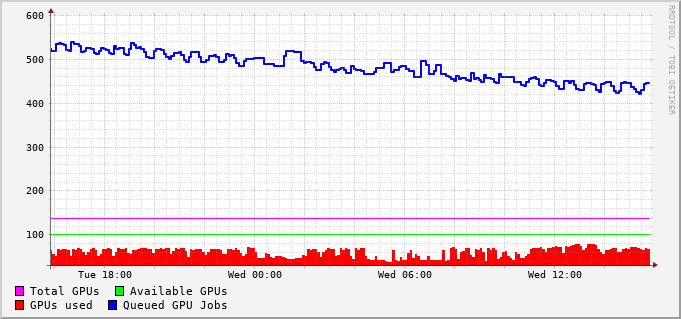 600
500
400
300
200
100
Tue 18:00 Wed 00:00 Wed 06:00 Wed 12:00
Total GPUs Available GPUs
GPUs used Queued GPU Jobs
RRDTOOL / TOBI OETIKER